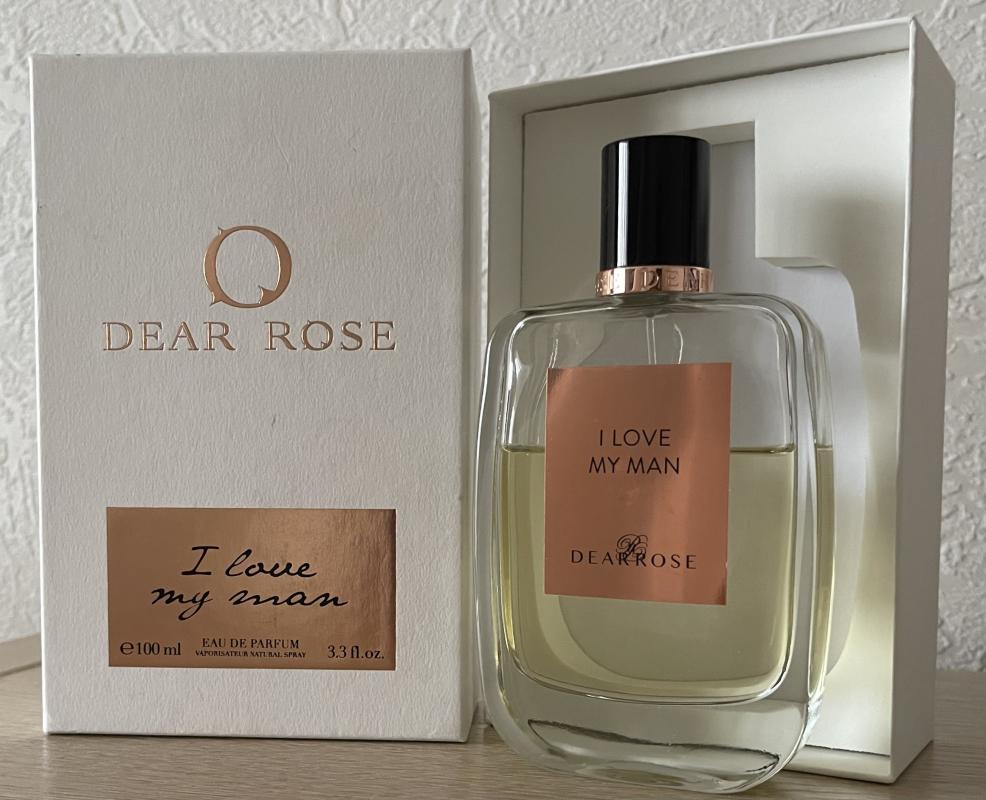 DEAR ROSE
I love
my man
e100 ml
EAU DE PARFUM
VAPORISATEUR NATURAL SPRAY
3.3 fl.oz.
I LOVE
MY MAN
DEARROSE